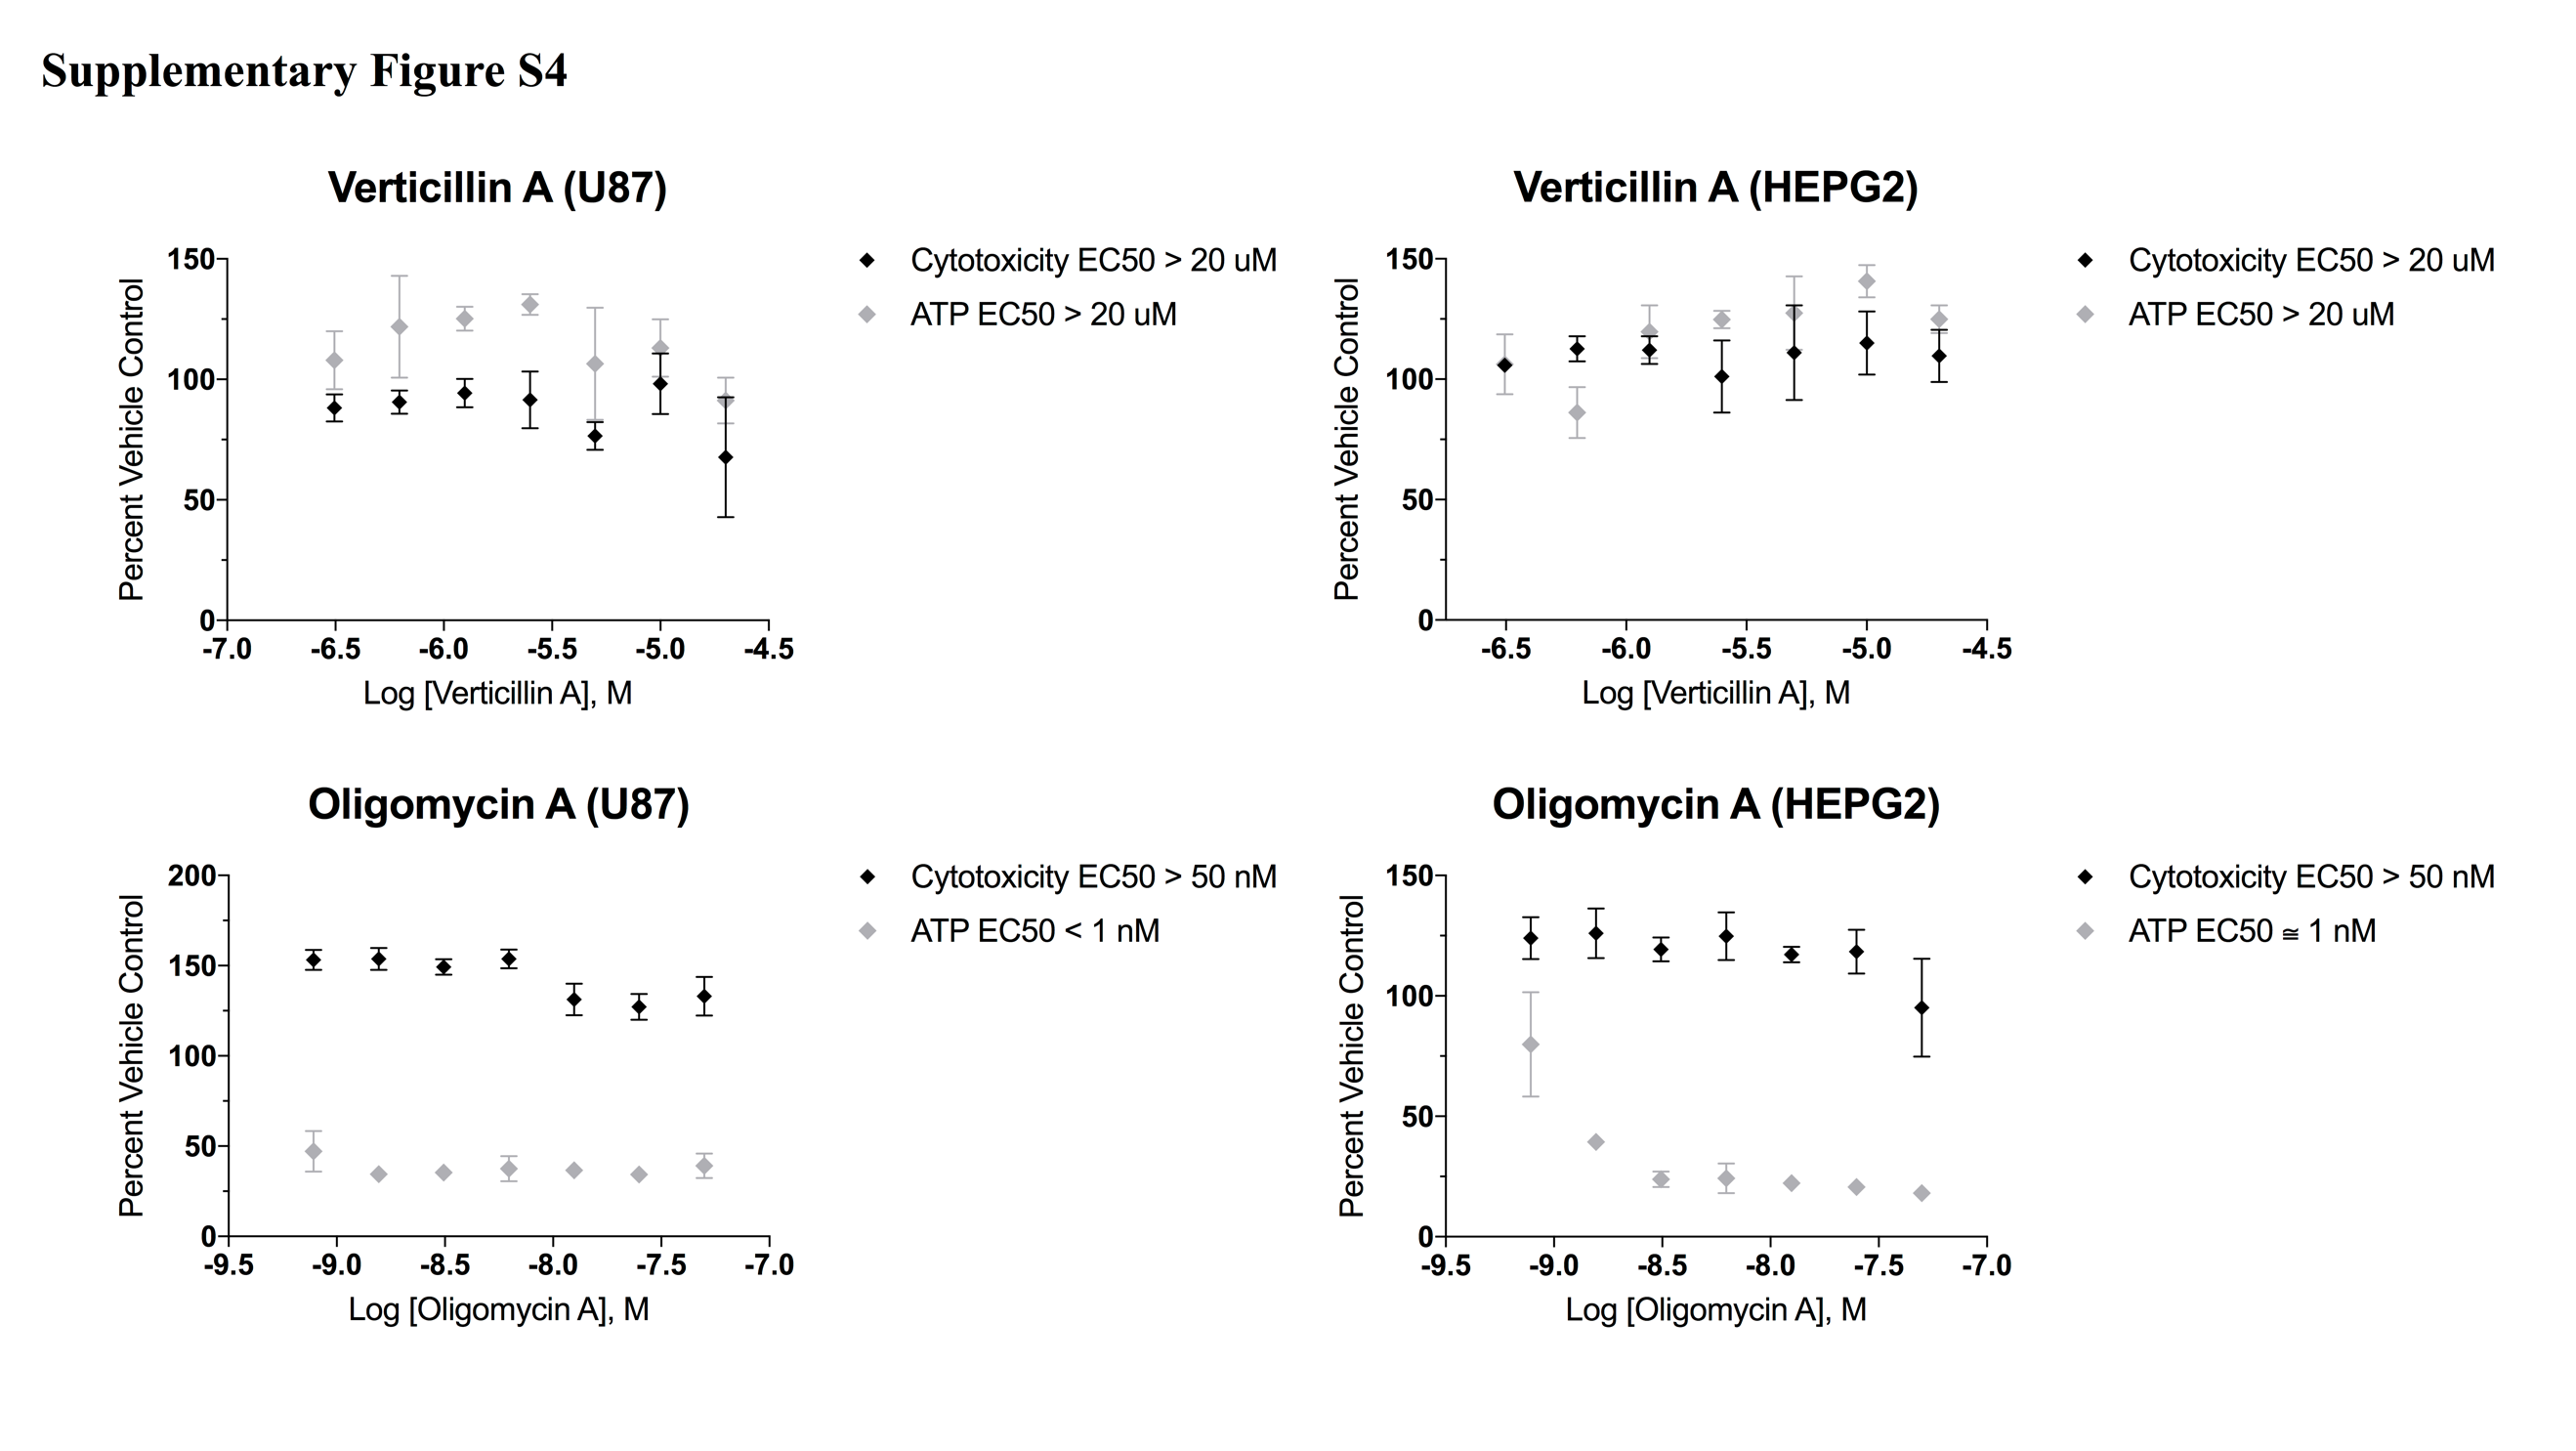 Supplementary Figure S4
Verticillin A (U87)
Percent Vehicle Control
150
100
50
0
-7.0 -6.5 -6.0 -5.5 -5.0 -4.5
Log [Verticillin A], M
Cytotoxicity EC50 > 20 uM
ATP EC50 > 20 uM
Verticillin A (HEPG2)
Percent Vehicle Control
150
100
50
0
-6.5 -6.0 -5.5 -5.0 -4.5
Log [Verticillin A], M
Cytotoxicity EC50 > 20 uM
ATP EC50 > 20 uM
Oligomycin A (U87)
Percent Vehicle Control
200
150
100
50
0
-9.5 -9.0 -8.5 -8.0 -7.5 -7.0
Log [Oligomycin A], M
Cytotoxicity EC50 > 50 nM
ATP EC50 < 1 nM
Oligomycin A (HEPG2)
Percent Vehicle Control
150
100
50
0
-9.5 -9.0 -8.5 -8.0 -7.5 -7.0
Log [Oligomycin A], M
Cytotoxicity EC50 > 50 nM
ATP EC50 ≅ 1 nM